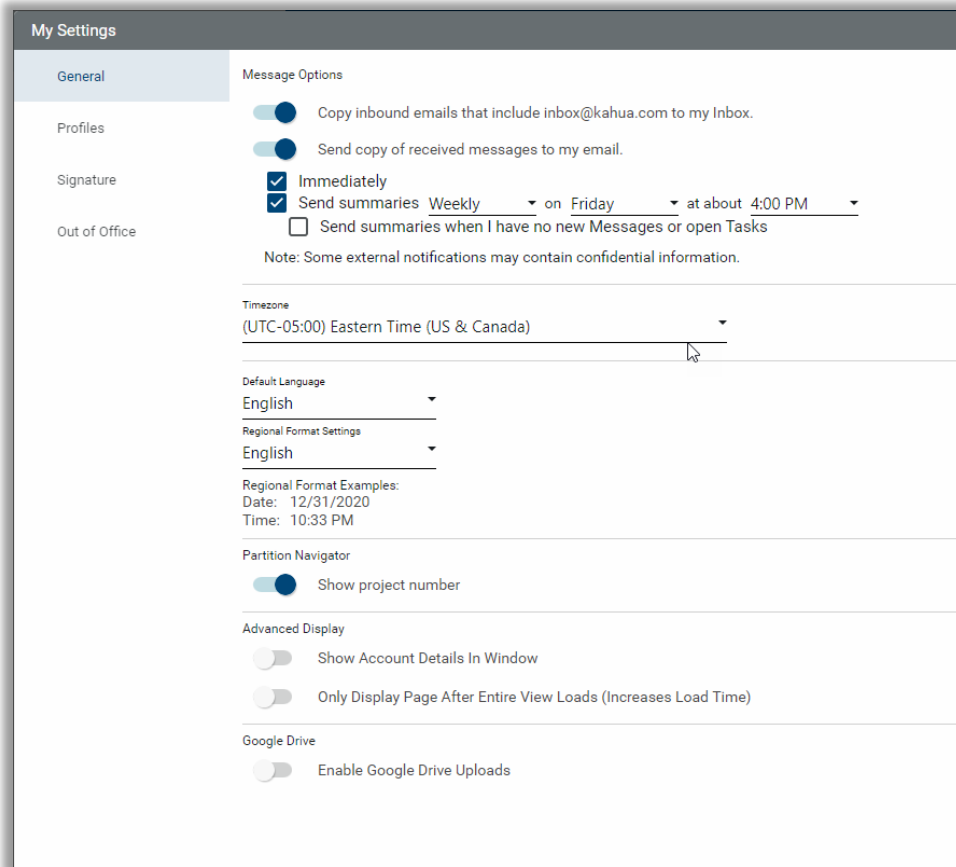 My Settings
General
Profiles
Signature
Out of Office
Message Options
Copy inbound emails that include inbox@kahua.com to my Inbox.
Send copy of received messages to my email.
Immediately
Send summaries Weekly on Friday at about 4:00 PM
Send summaries when I have no new Messages or open Tasks
Note: Some external notifications may contain confidential information.
Timezone
(UTC-05:00) Eastern Time (US & Canada)
Default Language
English
Regional Format Settings
English
Regional Format Examples:
Date: 12/31/2020
Time: 10:33 PM
Partition Navigator
Show project number
Advanced Display
Show Account Details In Window
Only Display Page After Entire View Loads (Increases Load Time)
Google Drive
Enable Google Drive Uploads